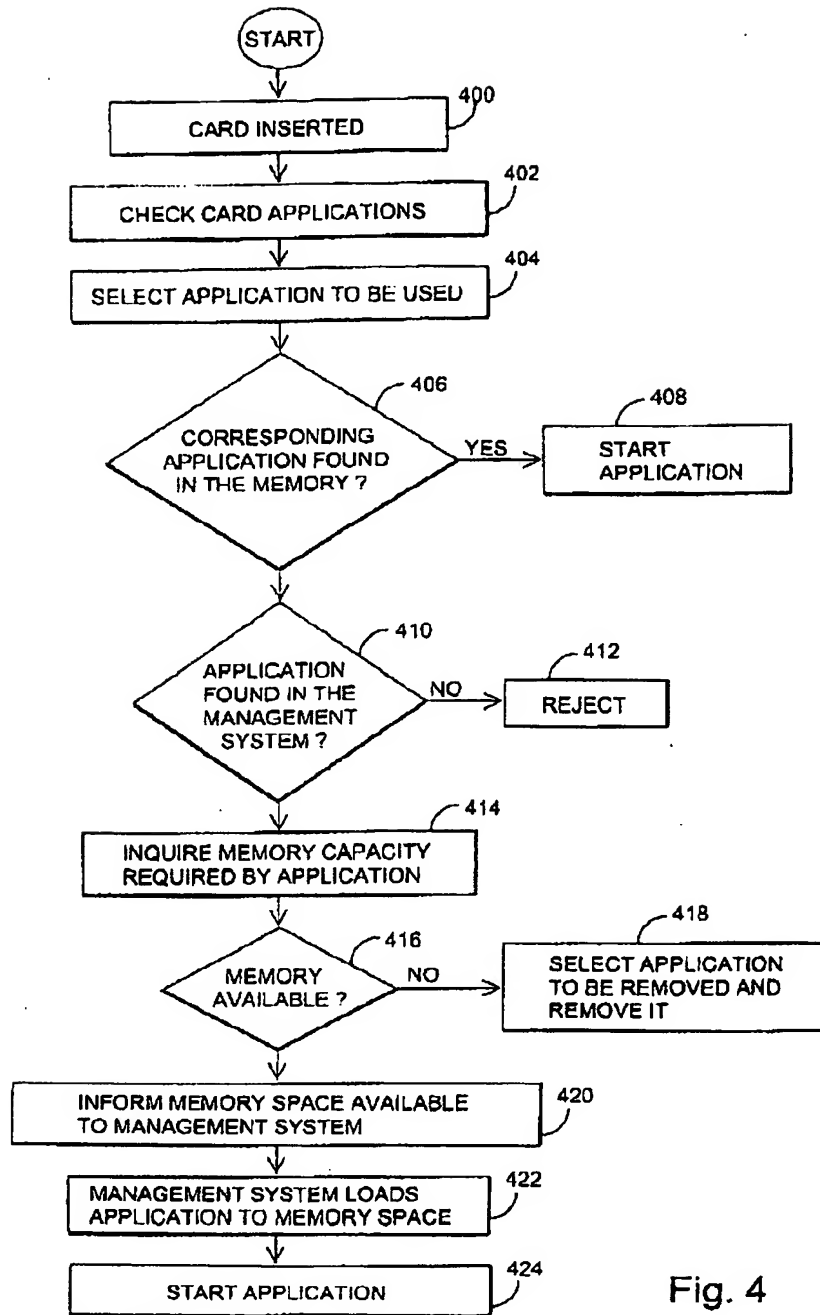 START
400
CARD INSERTED
402
CHECK CARD APPLICATIONS
404
SELECT APPLICATION TO BE USED
406
CORRESPONDING
APPLICATION FOUND
IN THE MEMORY ?
YES
408
START
APPLICATION
410
APPLICATION
FOUND IN THE
MANAGEMENT
SYSTEM ?
NO
412
REJECT
414
INQUIRE MEMORY CAPACITY
REQUIRED BY APPLICATION
416
MEMORY
AVAILABLE ?
NO
418
SELECT APPLICATION
TO BE REMOVED AND
REMOVE IT
INFORM MEMORY SPACE AVAILABLE
TO MANAGEMENT SYSTEM
420
MANAGEMENT SYSTEM LOADS
APPLICATION TO MEMORY SPACE
422
START APPLICATION
424
Fig. 4